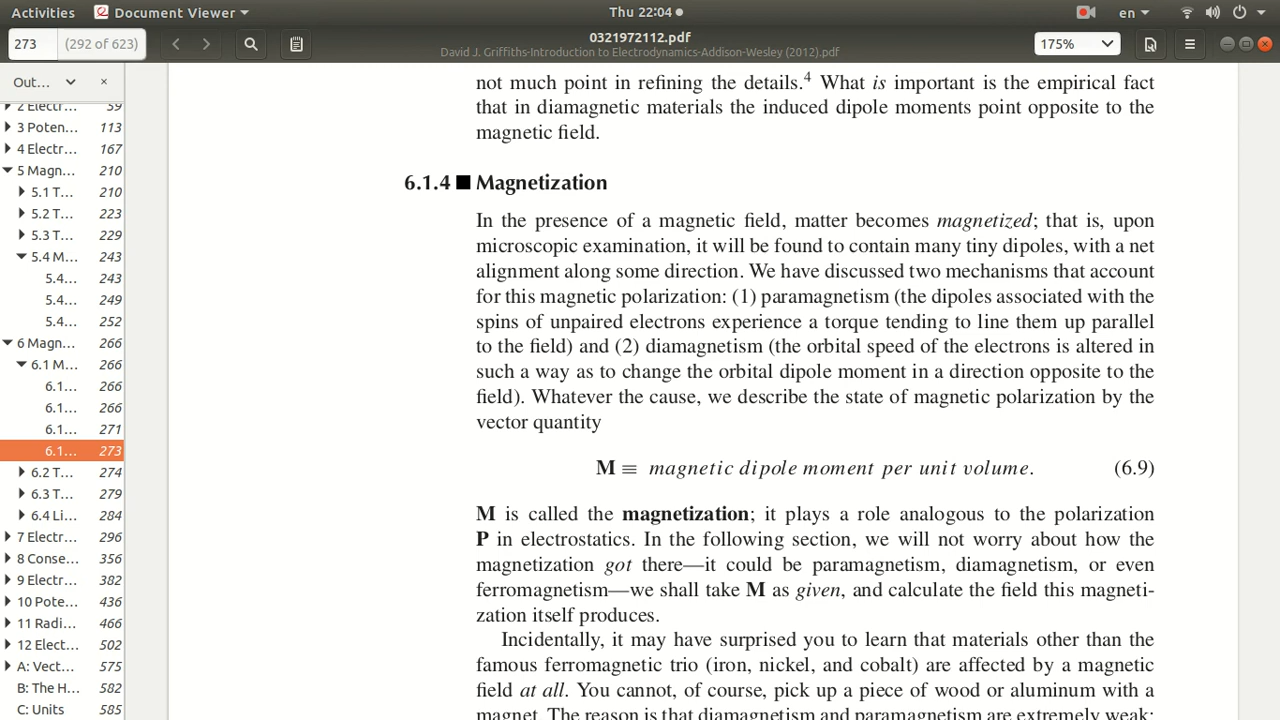 Activities Document Viewer Thu 22:04 en
273 (292 of 623) 0321972112.pdf 175%
David J. Griffiths-Introduction to Electrodynamics-Addison-Wesley (2012).pdf
Out... ×
2 Electr... 59
3 Poten... 113
4 Electr... 167
5 Magn... 210
5.1 T... 210
5.2 T... 223
5.3 T... 229
5.4 M... 243
5.4... 243
5.4... 249
5.4... 252
6 Magn... 266
6.1 M... 266
6.1... 266
6.1... 266
6.1... 271
6.1... 273
6.2 T... 274
6.3 T... 279
6.4 Li... 284
7 Electr... 296
8 Conse... 356
9 Electr... 382
10 Pote... 436
11 Radi... 466
12 Elect... 502
A: Vect... 575
B: The H... 582
C: Units 585
not much point in refining the details.⁴ What is important is the empirical fact
that in diamagnetic materials the induced dipole moments point opposite to the
magnetic field.
6.1.4 ■ Magnetization
In the presence of a magnetic field, matter becomes magnetized; that is, upon
microscopic examination, it will be found to contain many tiny dipoles, with a net
alignment along some direction. We have discussed two mechanisms that account
for this magnetic polarization: (1) paramagnetism (the dipoles associated with the
spins of unpaired electrons experience a torque tending to line them up parallel
to the field) and (2) diamagnetism (the orbital speed of the electrons is altered in
such a way as to change the orbital dipole moment in a direction opposite to the
field). Whatever the cause, we describe the state of magnetic polarization by the
vector quantity
M ≡ magnetic dipole moment per unit volume. (6.9)
M is called the magnetization; it plays a role analogous to the polarization
P in electrostatics. In the following section, we will not worry about how the
magnetization got there—it could be paramagnetism, diamagnetism, or even
ferromagnetism—we shall take M as given, and calculate the field this magneti-
zation itself produces.
Incidentally, it may have surprised you to learn that materials other than the
famous ferromagnetic trio (iron, nickel, and cobalt) are affected by a magnetic
field at all. You cannot, of course, pick up a piece of wood or aluminum with a
magnet. The reason is that diamagnetism and paramagnetism are extremely weak: